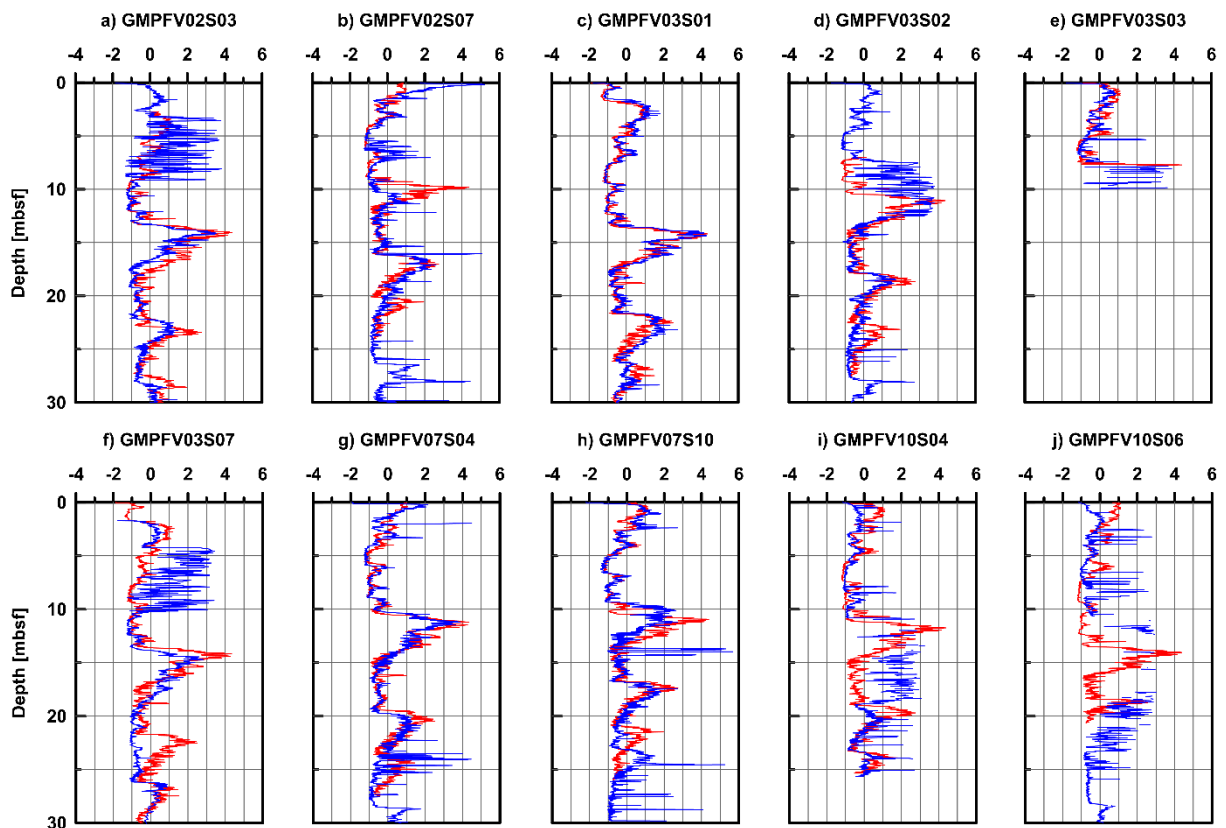 a) GMPFV02S03 b) GMPFV02S07 c) GMPFV03S01 d) GMPFV03S02 e) GMPFV03S03
-4 -2 0 2 4 6 -4 -2 0 2 4 6 -4 -2 0 2 4 6 -4 -2 0 2 4 6 -4 -2 0 2 4 6
0
10
20
30
Depth [mbsf]
f) GMPFV03S07 g) GMPFV07S04 h) GMPFV07S10 i) GMPFV10S04 j) GMPFV10S06
-4 -2 0 2 4 6 -4 -2 0 2 4 6 -4 -2 0 2 4 6 -4 -2 0 2 4 6 -4 -2 0 2 4 6
0
10
20
30
Depth [mbsf]